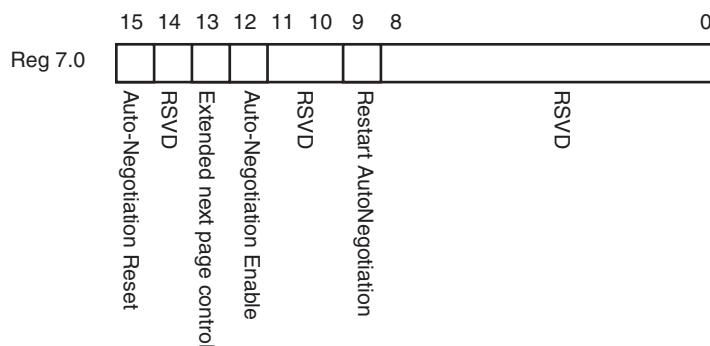 15 14 13 12 11 10 9 8 0
Reg 7.0
Auto-Negotiation Reset
RSVD
Extended next page control
Auto-Negotiation Enable
RSVD
Restart AutoNegotiation
RSVD